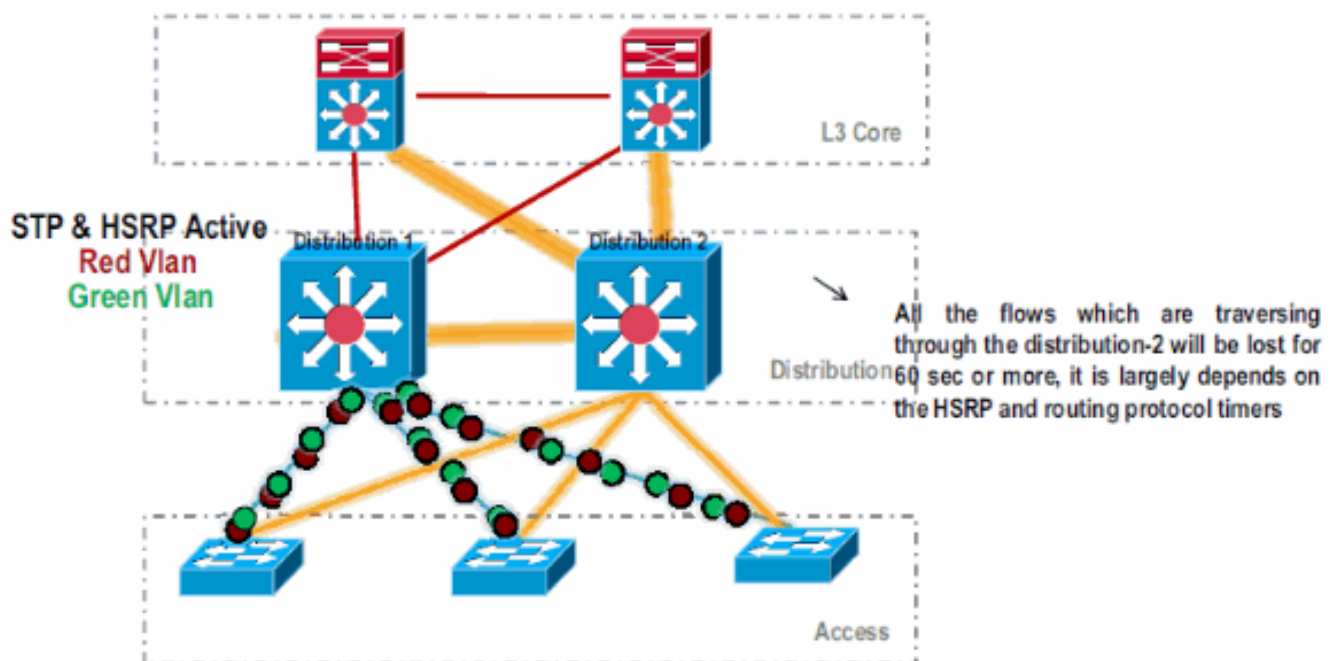 L3 Core
STP & HSRP Active
Red Vlan
Green Vlan
Distribution 1
Distribution 2
All the flows which are traversing
through the distribution-2 will be lost for
60 sec or more, it is largely depends on
the HSRP and routing protocol timers
Distribution
Access